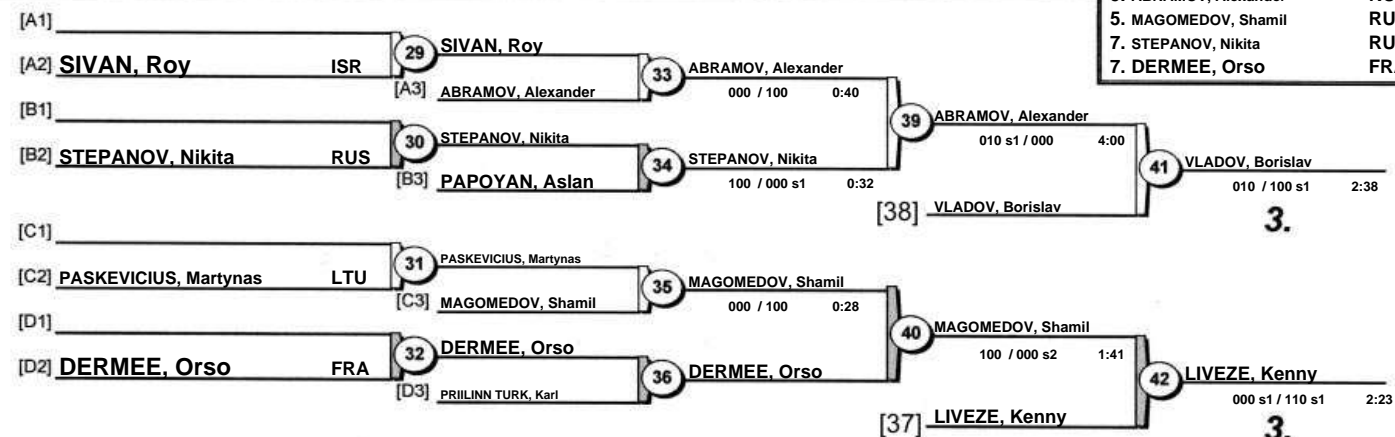 [A1]
[A2] SIVAN, Roy ISR
29 SIVAN, Roy
[A3] ABRAMOV, Alexander
33 ABRAMOV, Alexander
000 / 100 0:40
[B1]
[B2] STEPANOV, Nikita RUS
30 STEPANOV, Nikita
[B3] PAPOYAN, Aslan
34 STEPANOV, Nikita
100 / 000 s1 0:32
39 ABRAMOV, Alexander
010 s1 / 000 4:00
[38] VLADOV, Borislav
41 VLADOV, Borislav
010 / 100 s1 2:38
3.
[C1]
[C2] PASKEVICIUS, Martynas LTU
31 PASKEVICIUS, Martynas
[C3] MAGOMEDOV, Shamil
35 MAGOMEDOV, Shamil
000 / 100 0:28
[D1]
[D2] DERMEE, Orso FRA
32 DERMEE, Orso
[D3] PRIILINN TURK, Karl
36 DERMEE, Orso
40 MAGOMEDOV, Shamil
100 / 000 s2 1:41
[37] LIVEZE, Kenny
42 LIVEZE, Kenny
000 s1 / 110 s1 2:23
3.
5. MAGOMEDOV, Shamil RU
7. STEPANOV, Nikita RU
7. DERMEE, Orso FRA